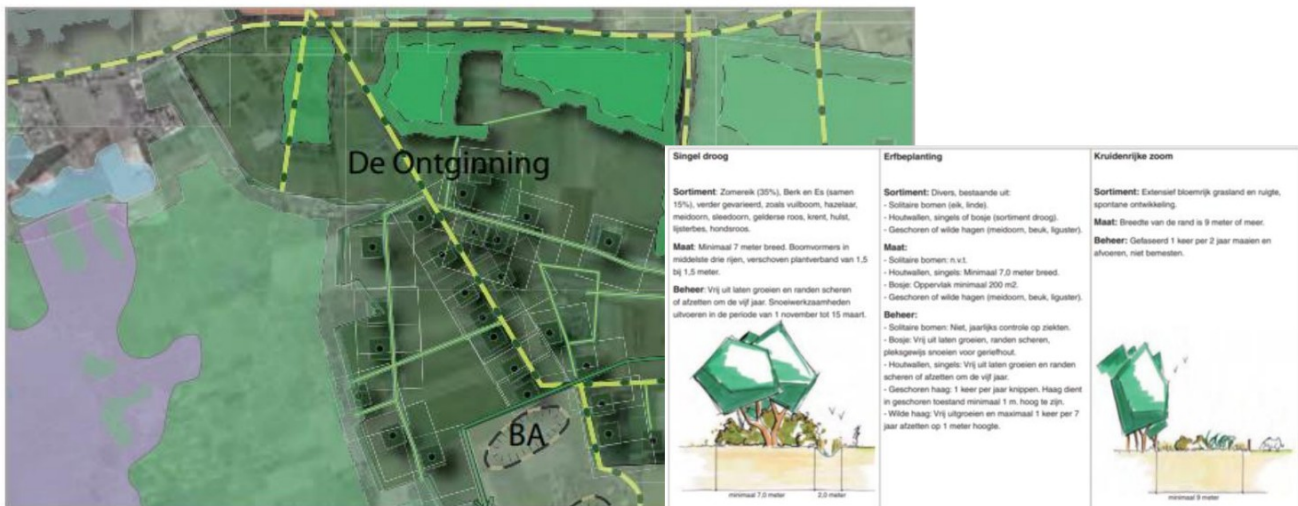 De Ontginning
BA
Singel droog
Sortiment: Zomereik (35%), Berk en Es (samen
15%), verder gevarieerd, zoals vuilboom, hazelaar,
meidoorn, sleedoorn, gelderse roos, krent, hulst,
lijsterbes, hondsroos.
Maat: Minimaal 7 meter breed. Boomvormers in
middelste drie rijen, verschoven plantverband van 1,5
bij 1,5 meter.
Beheer: Vrij uit laten groeien en randen scheren
of afzetten om de vijf jaar. Snoeiwerkzaamheden
uitvoeren in de periode van 1 november tot 15 maart.
minimaal 7,0 meter
2,0 meter
Erfbeplanting
Sortiment: Divers, bestaande uit:
- Solitaire bomen (eik, linde).
- Houtwallen, singels of bosje (sortiment droog).
- Geschoren of wilde hagen (meidoorn, beuk, liguster).
Maat:
- Solitaire bomen: n.v.t.
- Houtwallen, singels: Minimaal 7,0 meter breed.
- Bosje: Oppervlak minimaal 200 m2.
- Geschoren of wilde hagen (meidoorn, beuk, liguster).
Beheer:
- Solitaire bomen: Niet, jaarlijks controle op ziekten.
- Bosje: Vrij uit laten groeien, randen scheren,
pleksgewijs snoeien voor geriefhout.
- Houtwallen, singels: Vrij uit laten groeien en randen
scheren of afzetten om de vijf jaar.
- Geschoren haag: 1 keer per jaar knippen. Haag dient
in geschoren toestand minimaal 1 m. hoog te zijn.
- Wilde haag: Vrij uitgroeien en maximaal 1 keer per 7
jaar afzetten op 1 meter hoogte.
Kruidenrijke zoom
Sortiment: Extensief bloemrijk grasland en ruigte,
spontane ontwikkeling.
Maat: Breedte van de rand is 9 meter of meer.
Beheer: Gefaseerd 1 keer per 2 jaar maaien en
afvoeren, niet bemesten.
minimaal 9 meter